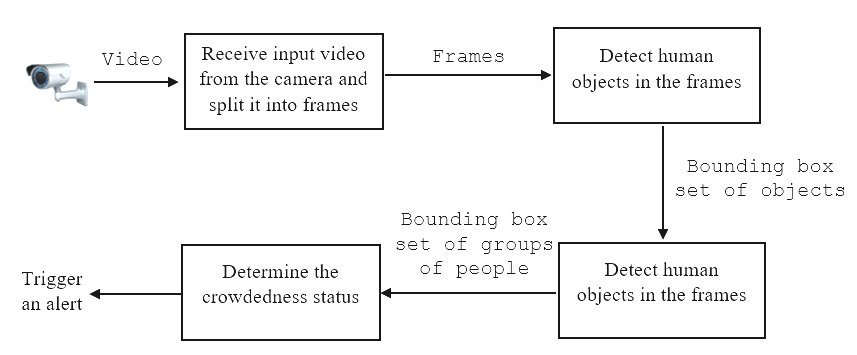 Video
Receive input video
from the camera and
split it into frames
Frames
Detect human
objects in the frames
Bounding box
set of objects
Detect human
objects in the frames
Bounding box
set of groups
of people
Determine the
crowdedness status
Trigger
an alert